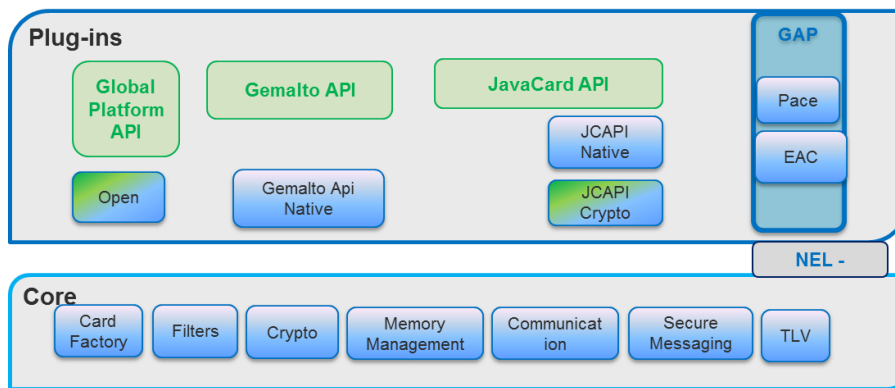 Plug-ins
GAP
Global
Platform
API
Gemalto API
JavaCard API
Pace
JCAPI
Native
EAC
Open
Gemalto Api
Native
JCAPI
Crypto
NEL -
Core
Card
Factory
Filters
Crypto
Memory
Management
Communicat
ion
Secure
Messaging
TLV